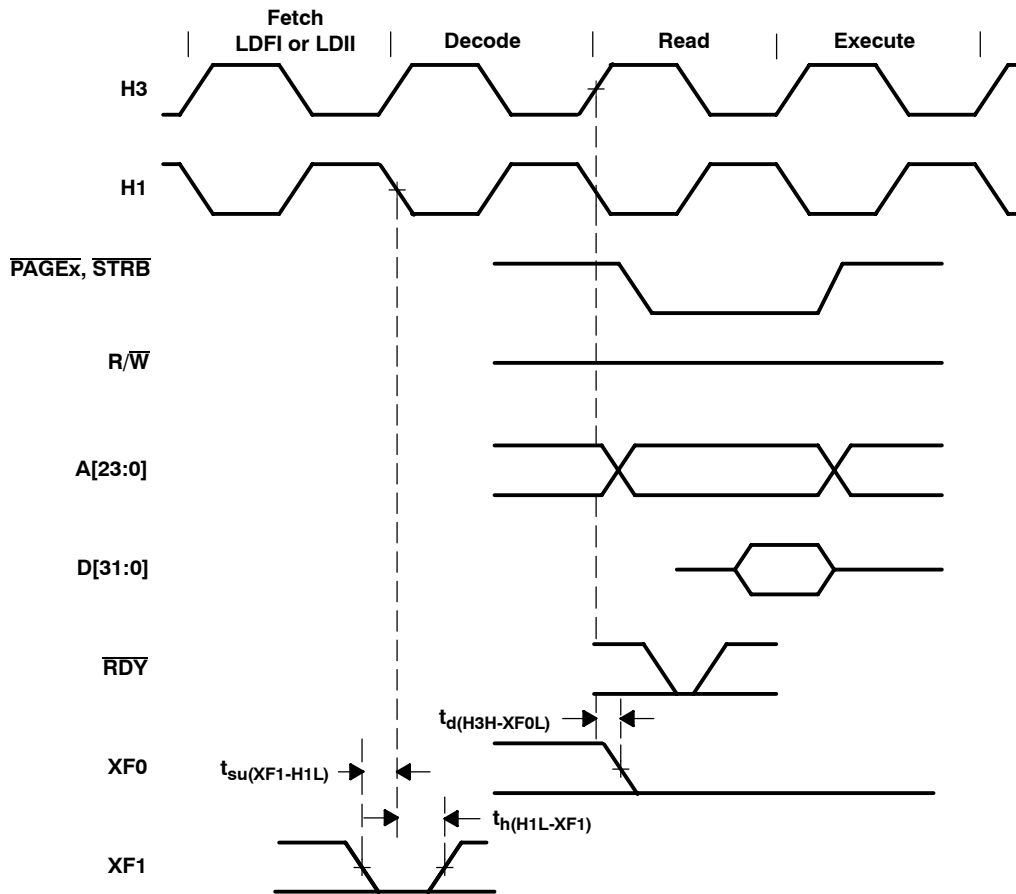 Fetch
LDFI or LDII
Decode
Read
Execute
H3
H1
PAGEx, STRB
R/W
A[23:0]
D[31:0]
RDY
td(H3H-XF0L)
XF0
tsu(XF1-H1L)
th(H1L-XF1)
XF1